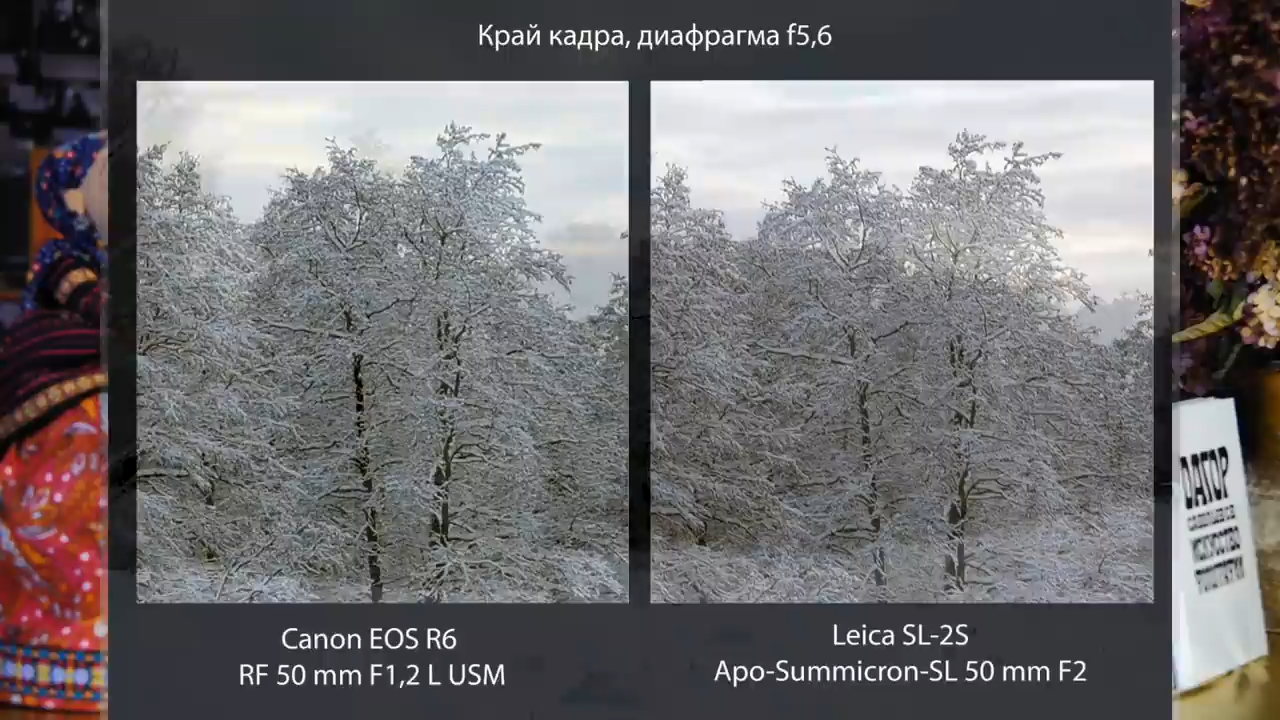 Край кадра, диафрагма f5,6
Canon EOS R6
RF 50 mm F1,2 L USM
Leica SL-2S
Apo-Summicron-SL 50 mm F2
ИСКУССТВО